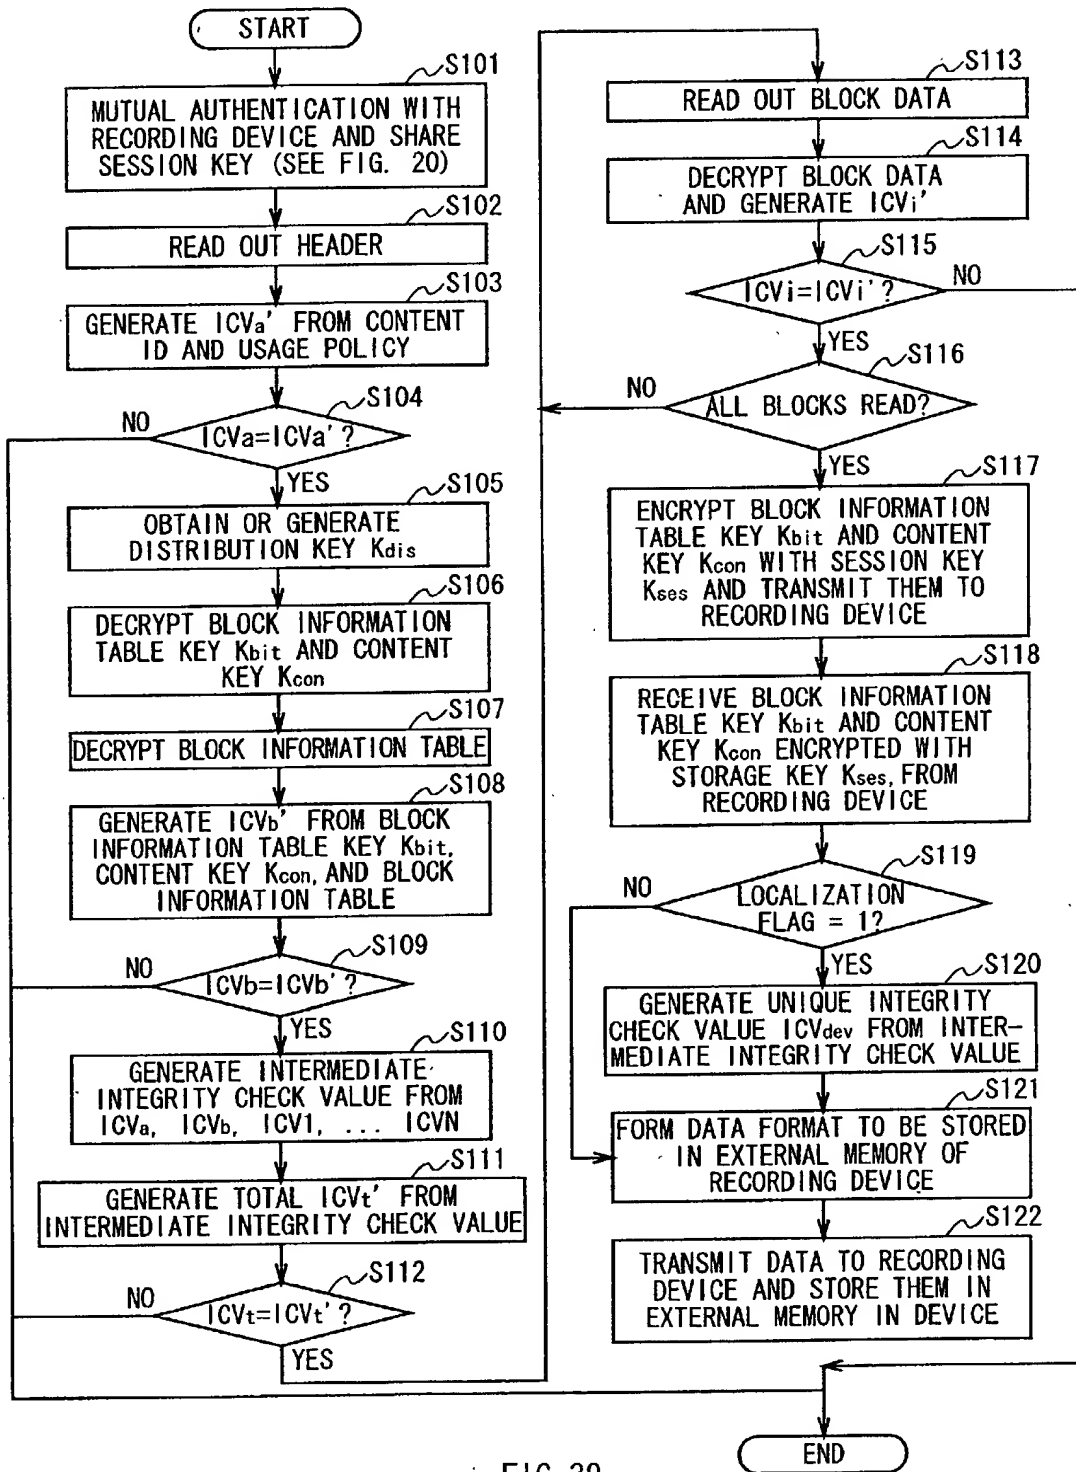 START
S101
MUTUAL AUTHENTICATION WITH
RECORDING DEVICE AND SHARE
SESSION KEY (SEE FIG. 20)
S102
READ OUT HEADER
S103
GENERATE ICVa' FROM CONTENT
ID AND USAGE POLICY
S104
NO
ICVa=ICVa'?
YES
S105
OBTAIN OR GENERATE
DISTRIBUTION KEY Kdis
S106
DECRYPT BLOCK INFORMATION
TABLE KEY Kbit AND CONTENT
KEY Kcon
S107
DECRYPT BLOCK INFORMATION TABLE
S108
GENERATE ICVb' FROM BLOCK
INFORMATION TABLE KEY Kbit,
CONTENT KEY Kcon, AND BLOCK
INFORMATION TABLE
S109
NO
ICVb=ICVb'?
YES
S110
GENERATE INTERMEDIATE
INTEGRITY CHECK VALUE FROM
ICVa, ICVb, ICV1, ... ICVN
S111
GENERATE TOTAL ICVt' FROM
INTERMEDIATE INTEGRITY CHECK VALUE
S112
NO
ICVt=ICVt'?
YES
S113
READ OUT BLOCK DATA
S114
DECRYPT BLOCK DATA
AND GENERATE ICVi'
S115
ICVi=ICVi'?
NO
YES
S116
NO
ALL BLOCKS READ?
YES
S117
ENCRYPT BLOCK INFORMATION
TABLE KEY Kbit AND CONTENT
KEY Kcon WITH SESSION KEY
Kses AND TRANSMIT THEM TO
RECORDING DEVICE
S118
RECEIVE BLOCK INFORMATION
TABLE KEY Kbit AND CONTENT
KEY Kcon ENCRYPTED WITH
STORAGE KEY Kses, FROM
RECORDING DEVICE
S119
NO
LOCALIZATION
FLAG = 1?
YES
S120
GENERATE UNIQUE INTEGRITY
CHECK VALUE ICVdev FROM INTER-
MEDIATE INTEGRITY CHECK VALUE
S121
FORM DATA FORMAT TO BE STORED
IN EXTERNAL MEMORY OF
RECORDING DEVICE
S122
TRANSMIT DATA TO RECORDING
DEVICE AND STORE THEM IN
EXTERNAL MEMORY IN DEVICE
END